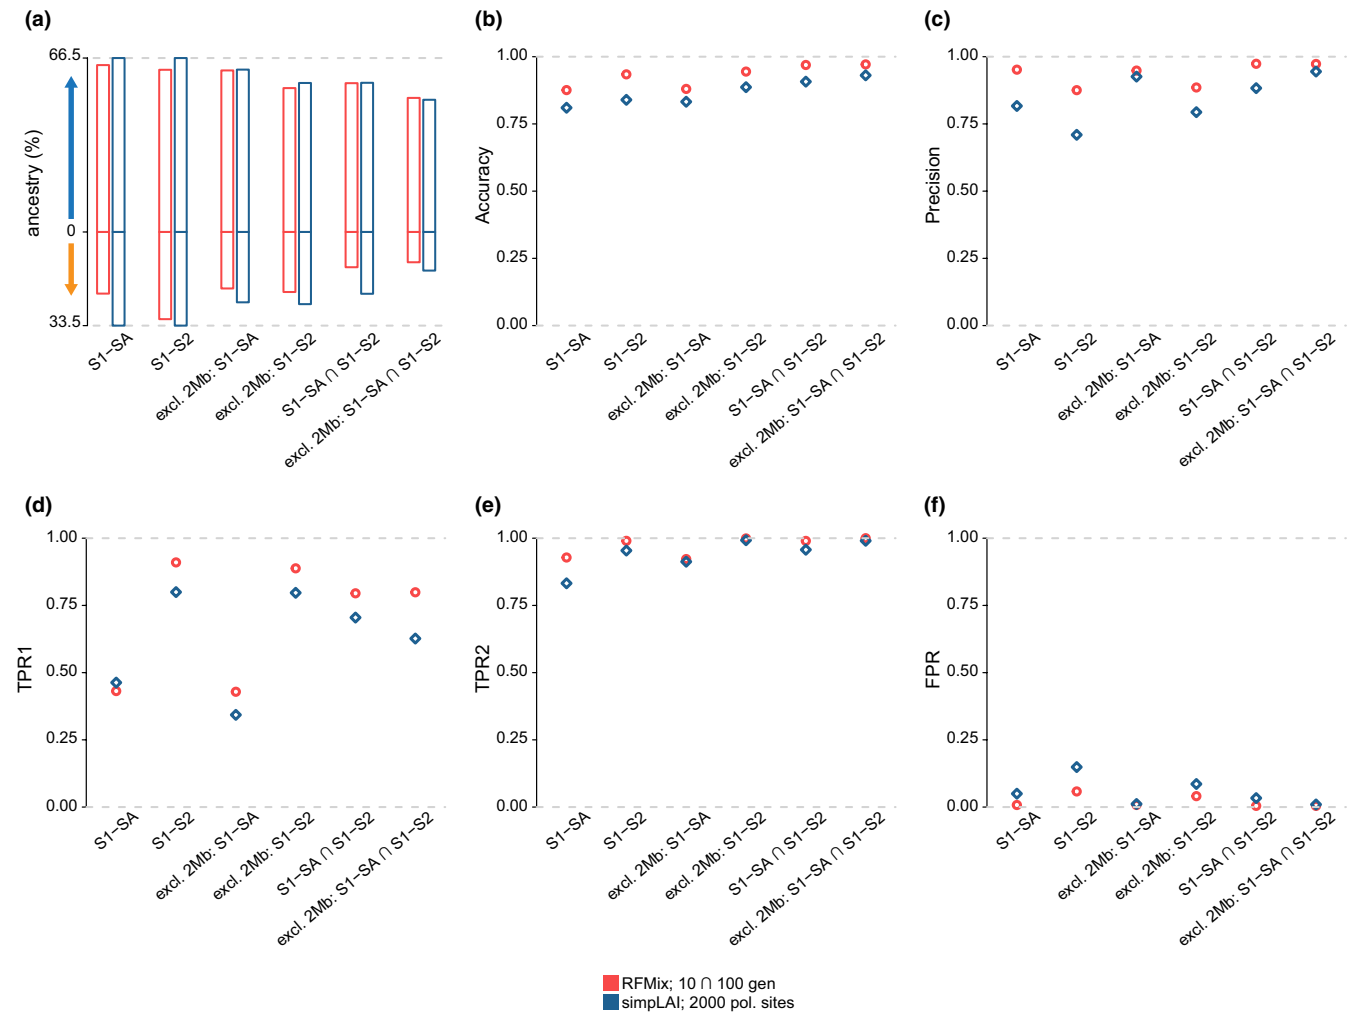 (a)
66.5
ancestry (%)
0
33.5
S1−SA
S1−S2
excl. 2Mb: S1−SA
excl. 2Mb: S1−S2
S1−SA ∩ S1−S2
excl. 2Mb: S1−SA ∩ S1−S2
(b)
1.00
0.75
Accuracy
0.50
0.25
0.00
S1−SA
S1−S2
excl. 2Mb: S1−SA
excl. 2Mb: S1−S2
S1−SA ∩ S1−S2
excl. 2Mb: S1−SA ∩ S1−S2
(c)
1.00
0.75
Precision
0.50
0.25
0.00
S1−SA
S1−S2
excl. 2Mb: S1−SA
excl. 2Mb: S1−S2
S1−SA ∩ S1−S2
excl. 2Mb: S1−SA ∩ S1−S2
(d)
1.00
0.75
TPR1
0.50
0.25
0.00
S1−SA
S1−S2
excl. 2Mb: S1−SA
excl. 2Mb: S1−S2
S1−SA ∩ S1−S2
excl. 2Mb: S1−SA ∩ S1−S2
(e)
1.00
0.75
TPR2
0.50
0.25
0.00
S1−SA
S1−S2
excl. 2Mb: S1−SA
excl. 2Mb: S1−S2
S1−SA ∩ S1−S2
excl. 2Mb: S1−SA ∩ S1−S2
(f)
1.00
0.75
FPR
0.50
0.25
0.00
S1−SA
S1−S2
excl. 2Mb: S1−SA
excl. 2Mb: S1−S2
S1−SA ∩ S1−S2
excl. 2Mb: S1−SA ∩ S1−S2
RFMix; 10 ∩ 100 gen
simpLAI; 2000 pol. sites